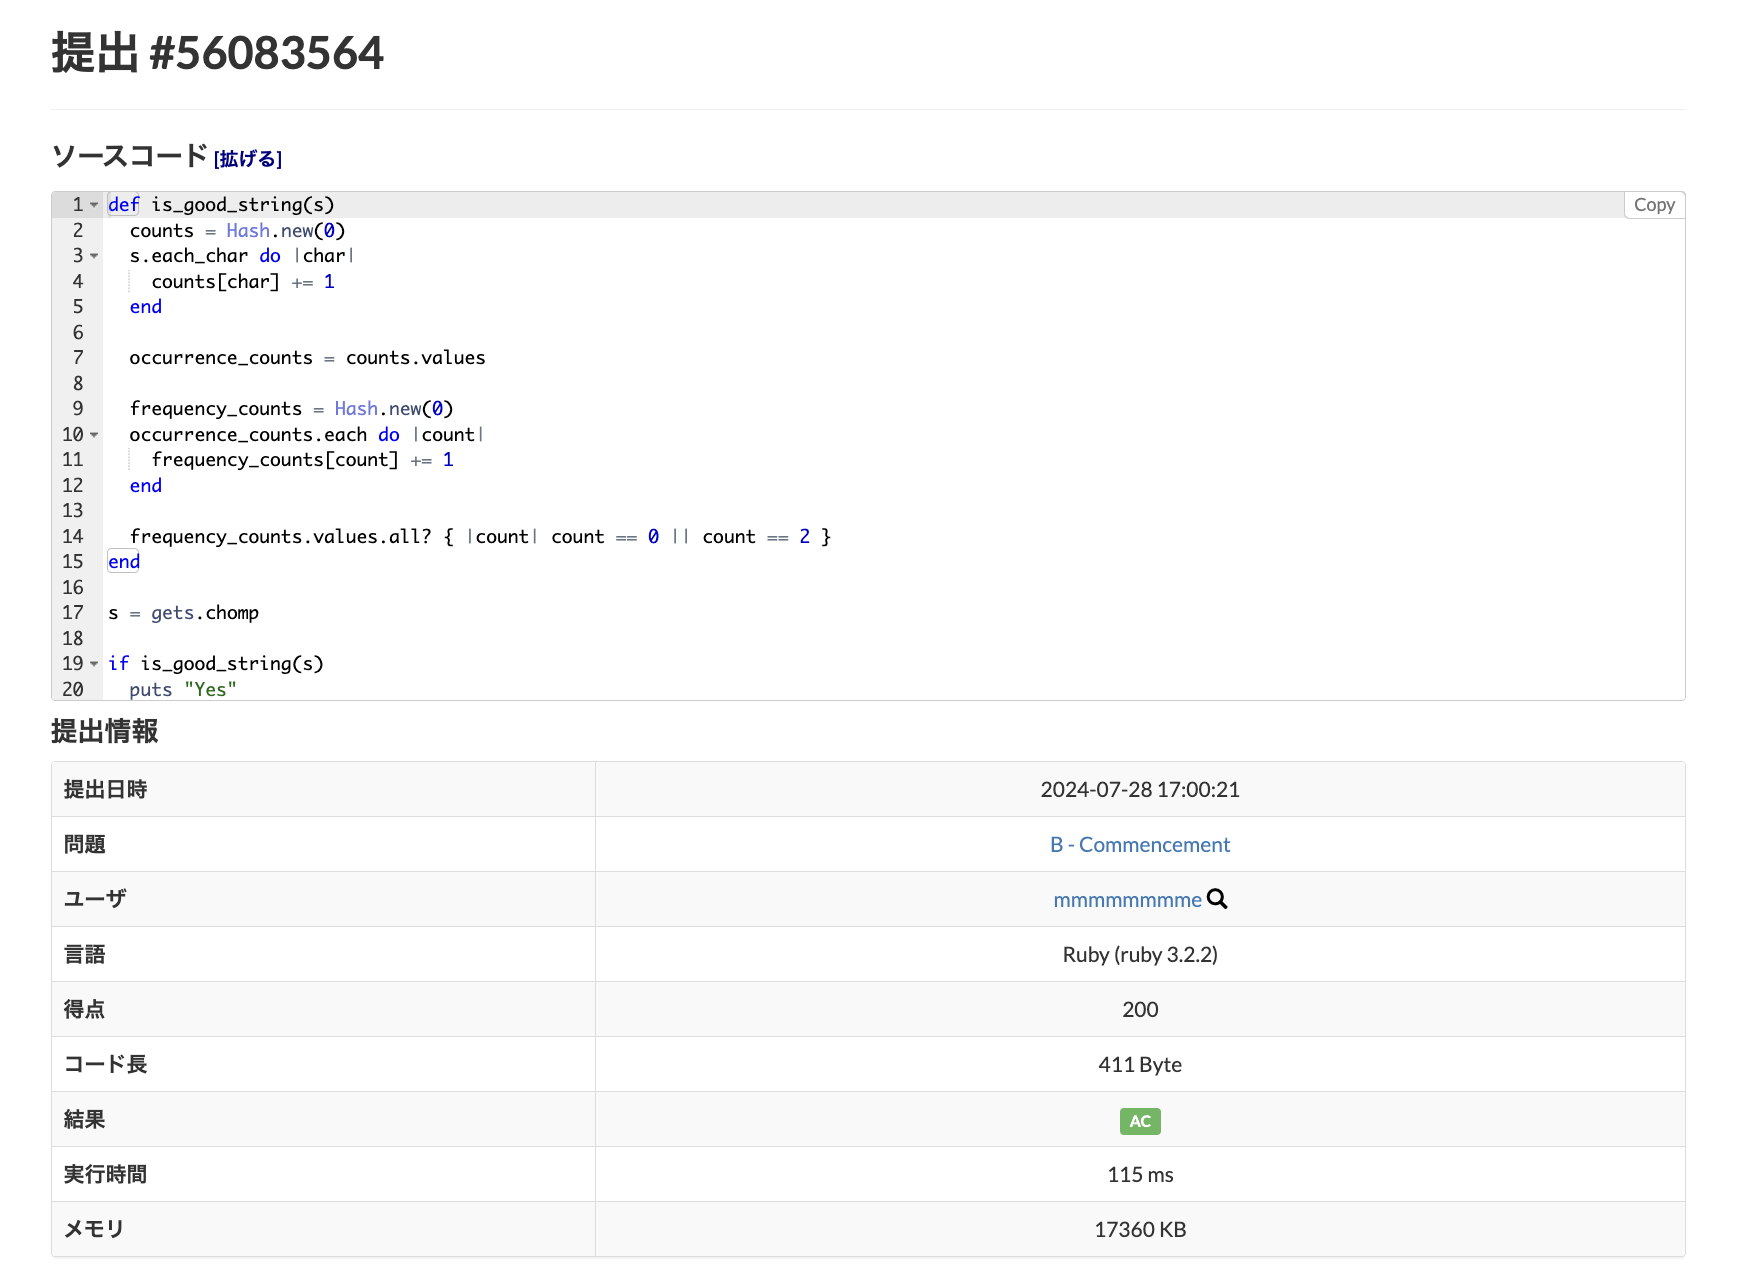 提出 #56083564
ソースコード [拡げる]
Copy
1 def is_good_string(s)
2   counts = Hash.new(0)
3   s.each_char do |char|
4     counts[char] += 1
5   end
6
7   occurrence_counts = counts.values
8
9   frequency_counts = Hash.new(0)
10   occurrence_counts.each do |count|
11     frequency_counts[count] += 1
12   end
13
14   frequency_counts.values.all? { |count| count == 0 || count == 2 }
15 end
16
17 s = gets.chomp
18
19 if is_good_string(s)
20   puts "Yes"
提出情報
提出日時 2024-07-28 17:00:21
問題 B - Commencement
ユーザ mmmmmmmmme
言語 Ruby (ruby 3.2.2)
得点 200
コード長 411 Byte
結果 AC
実行時間 115 ms
メモリ 17360 KB